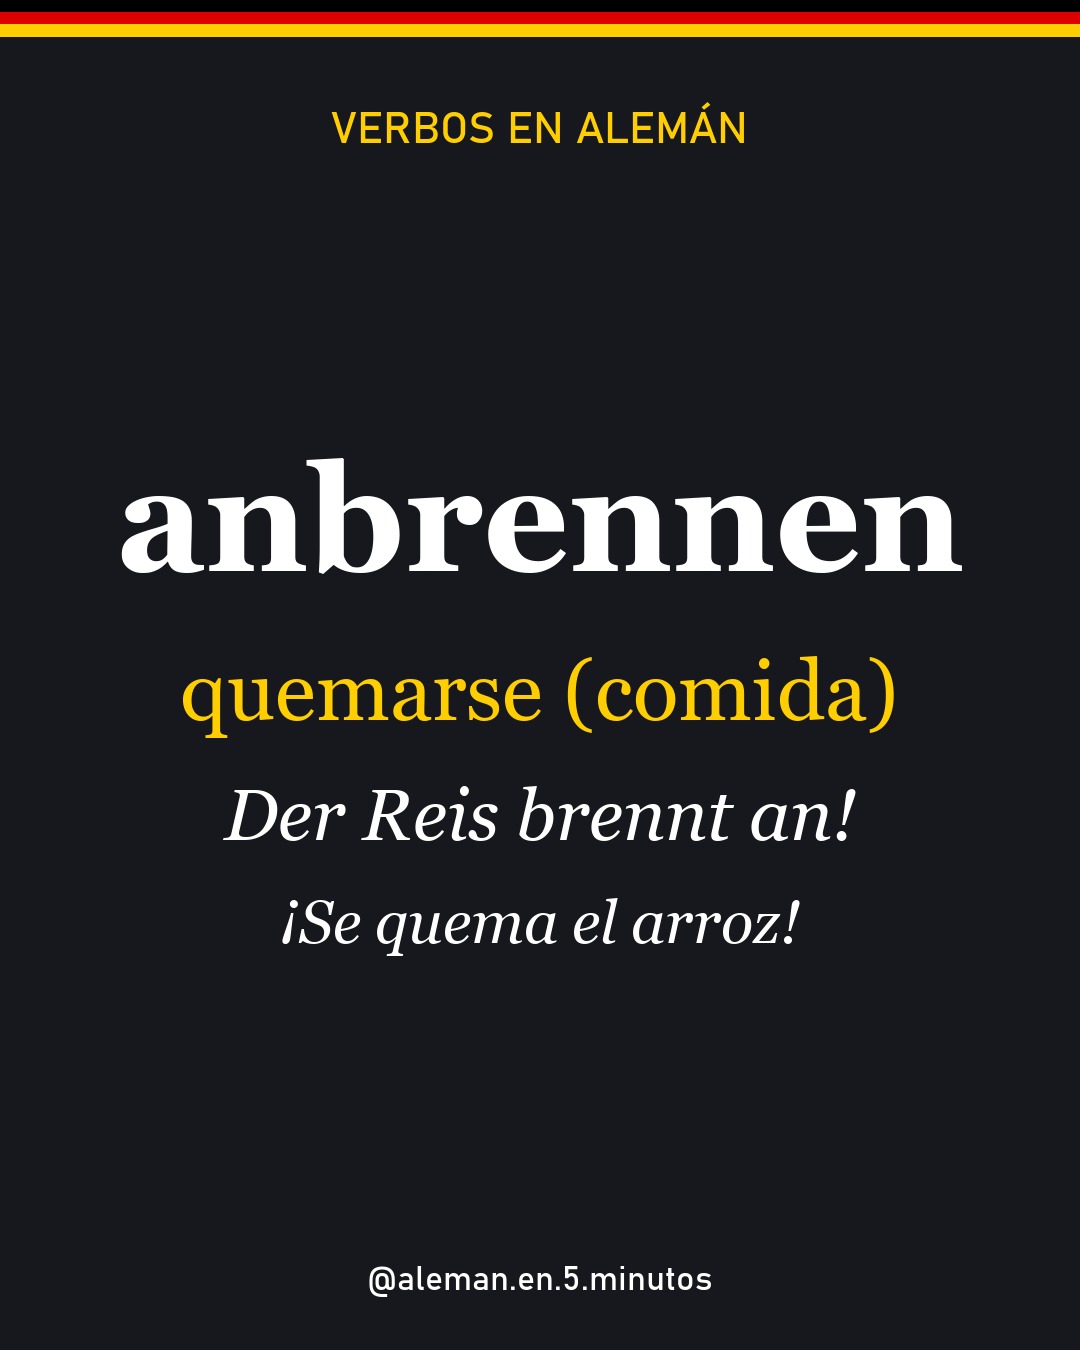 VERBOS EN ALEMÁN
anbrennen
quemarse (comida)
Der Reis brennt an!
¡Se quema el arroz!
@aleman.en.5.minutos